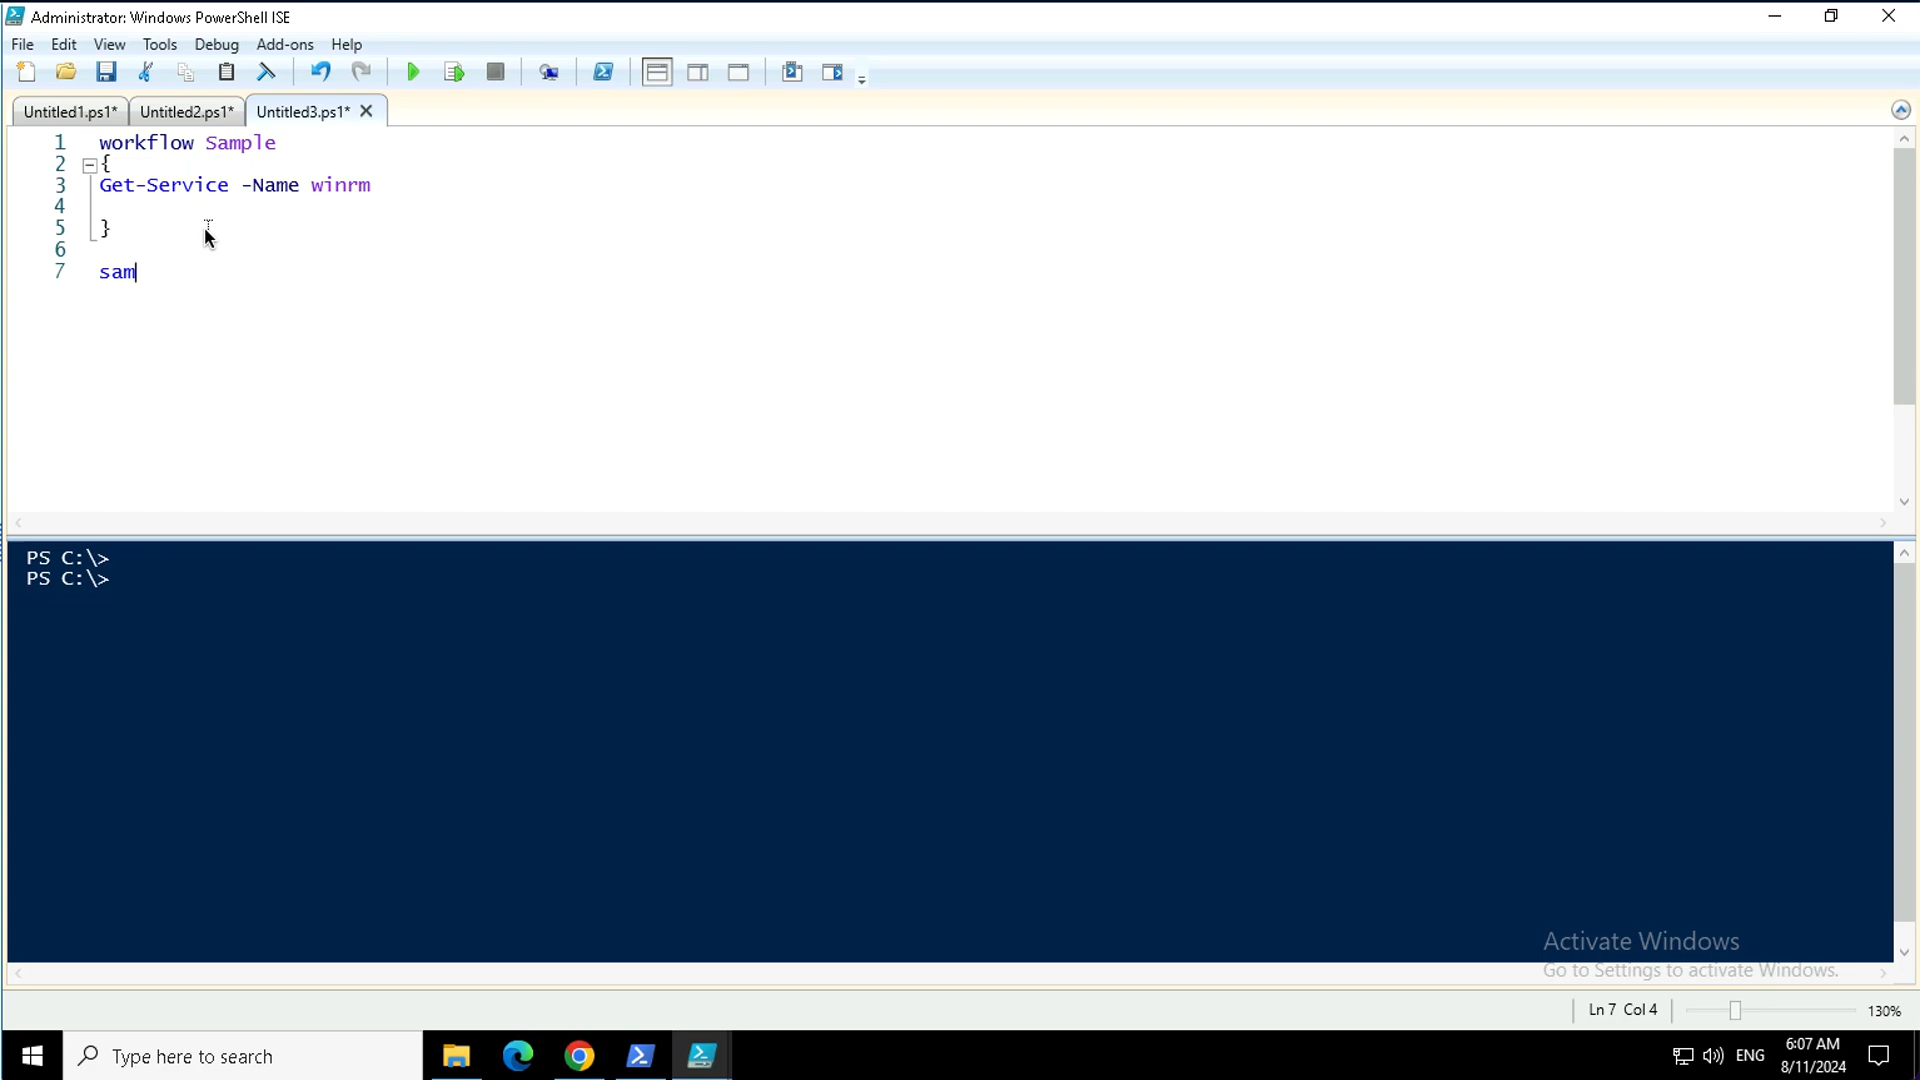 Administrator: Windows PowerShell ISE
File Edit View Tools Debug Add-ons Help
Untitled1.ps1* Untitled2.ps1* Untitled3.ps1*
1 workflow Sample
2 {
3 Get-Service -Name winrm
4
5 }
6
7 sam
PS C:\>
PS C:\>
Activate Windows
Go to Settings to activate Windows.
Ln 7 Col 4 130%
Type here to search
ENG
6:07 AM
8/11/2024